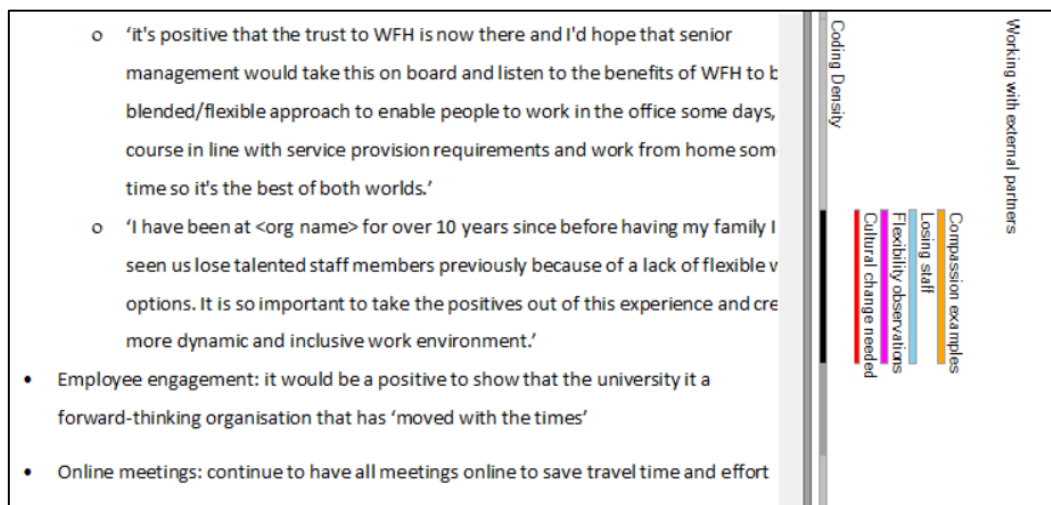 o 'it's positive that the trust to WFH is now there and I'd hope that senior
management would take this on board and listen to the benefits of WFH to b
blended/flexible approach to enable people to work in the office some days,
course in line with service provision requirements and work from home som
time so it's the best of both worlds.'
o 'I have been at <org name> for over 10 years since before having my family I
seen us lose talented staff members previously because of a lack of flexible w
options. It is so important to take the positives out of this experience and cre
more dynamic and inclusive work environment.'
• Employee engagement: it would be a positive to show that the university it a
forward-thinking organisation that has 'moved with the times'
• Online meetings: continue to have all meetings online to save travel time and effort
Coding Density
Cultural change needed
Flexibility observations
Losing staff
Compassion examples
Working with external partners